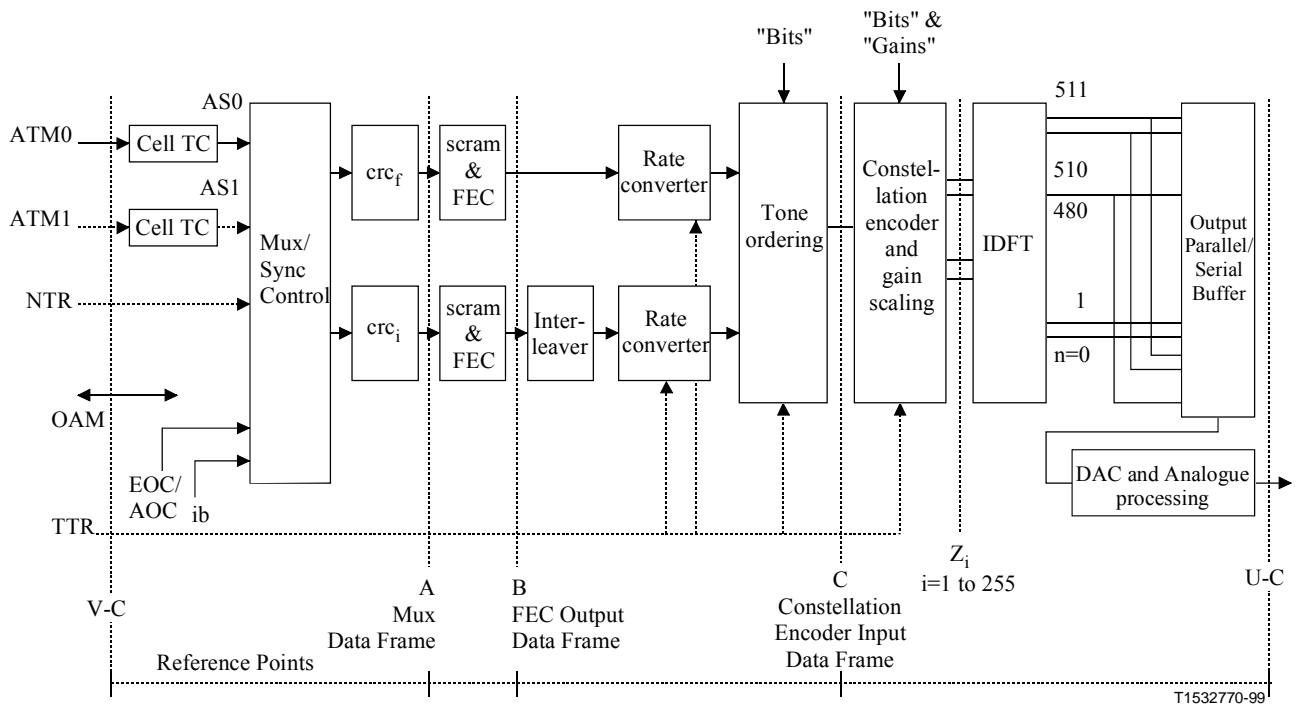 "Bits"
"Bits" &
"Gains"
AS0
511
ATM0
Cell TC
crcf
scram
&
FEC
Rate
converter
AS1
510
Constel-
lation
encoder
and
gain
scaling
480
ATM1
Cell TC
Mux/
Sync
Control
Tone
ordering
IDFT
Output
Parallel/
Serial
Buffer
NTR
crci
scram
&
FEC
Inter-
leaver
Rate
converter
1
n=0
OAM
EOC/
AOC
ib
DAC and Analogue
processing
TTR
Zi
i=1 to 255
V-C
A
Mux
Data Frame
B
FEC Output
Data Frame
C
Constellation
Encoder Input
Data Frame
U-C
Reference Points
T1532770-99